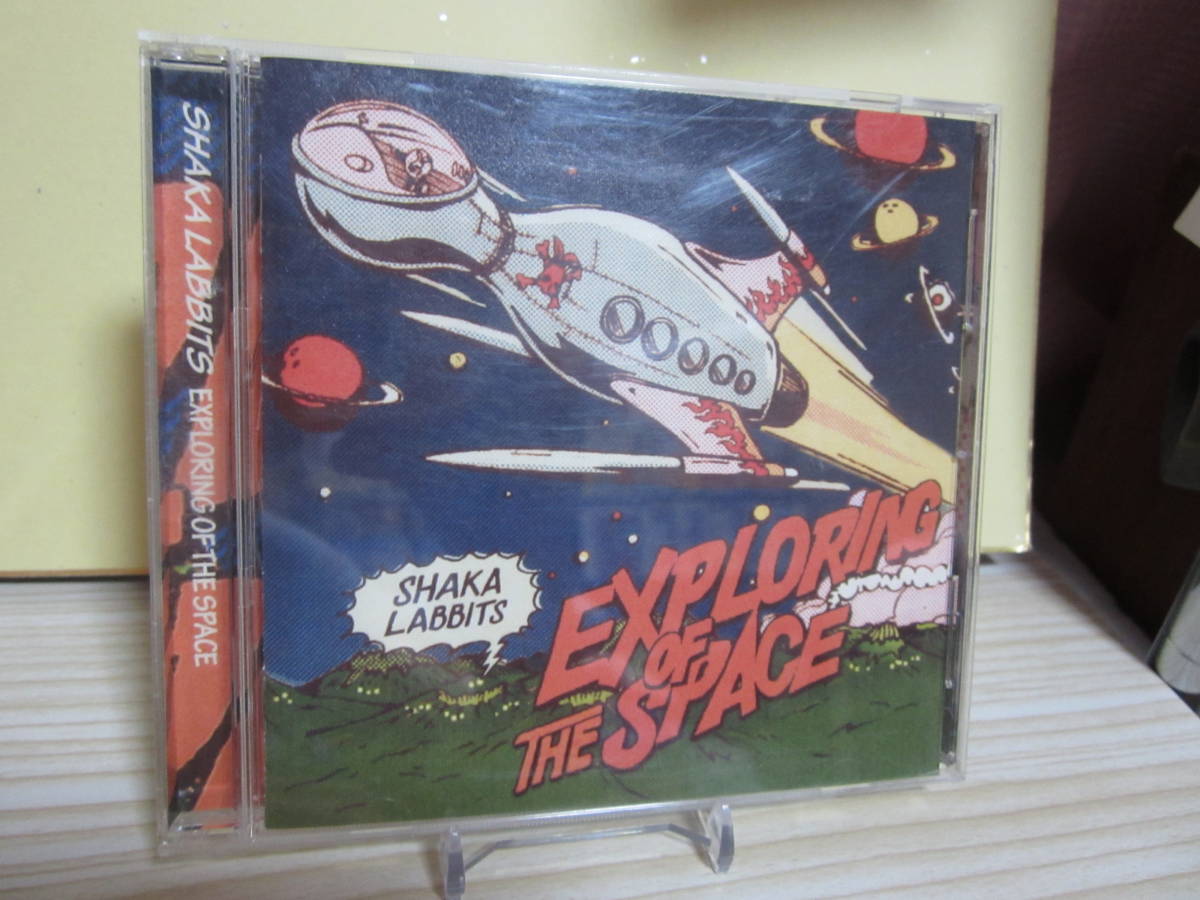 SHAKA LABBITS EXPLORING OF THE SPACE
SHAKA
LABBITS
EXPLORING
OF
THE SPACE